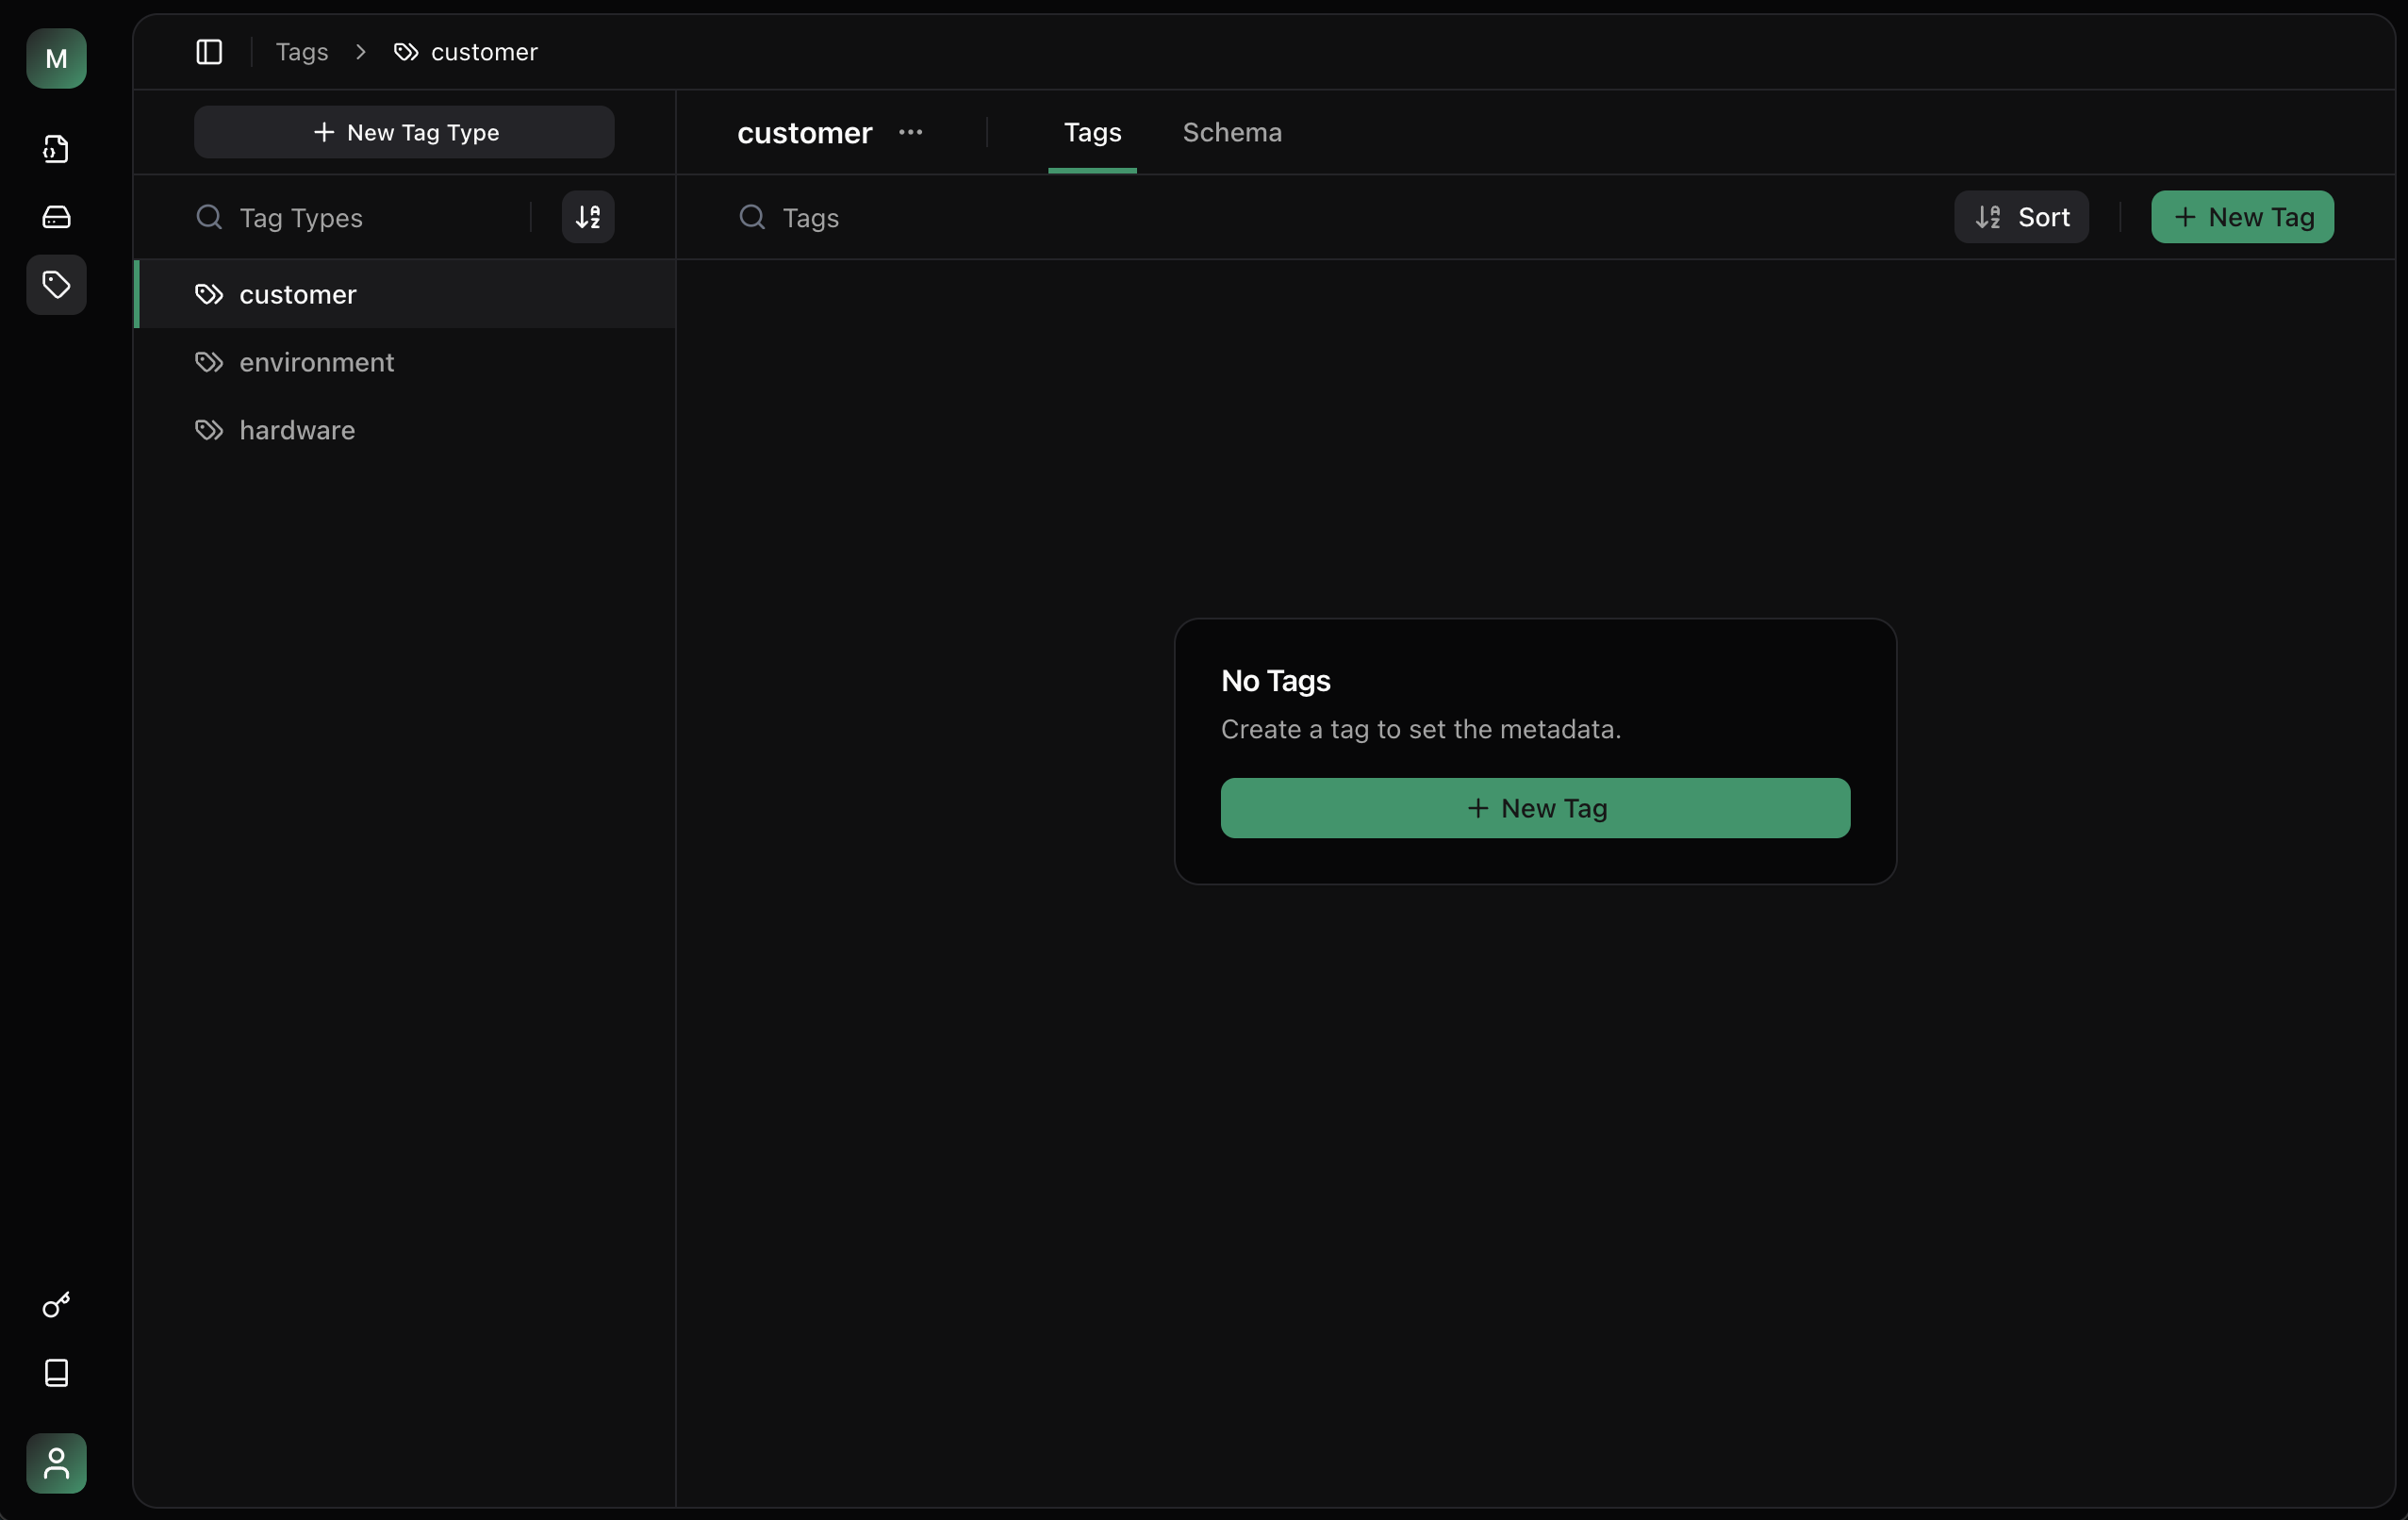 M
Tags > customer
+ New Tag Type
customer ... Tags Schema
Tag Types
Tags
Sort
+ New Tag
customer
environment
hardware
No Tags
Create a tag to set the metadata.
+ New Tag